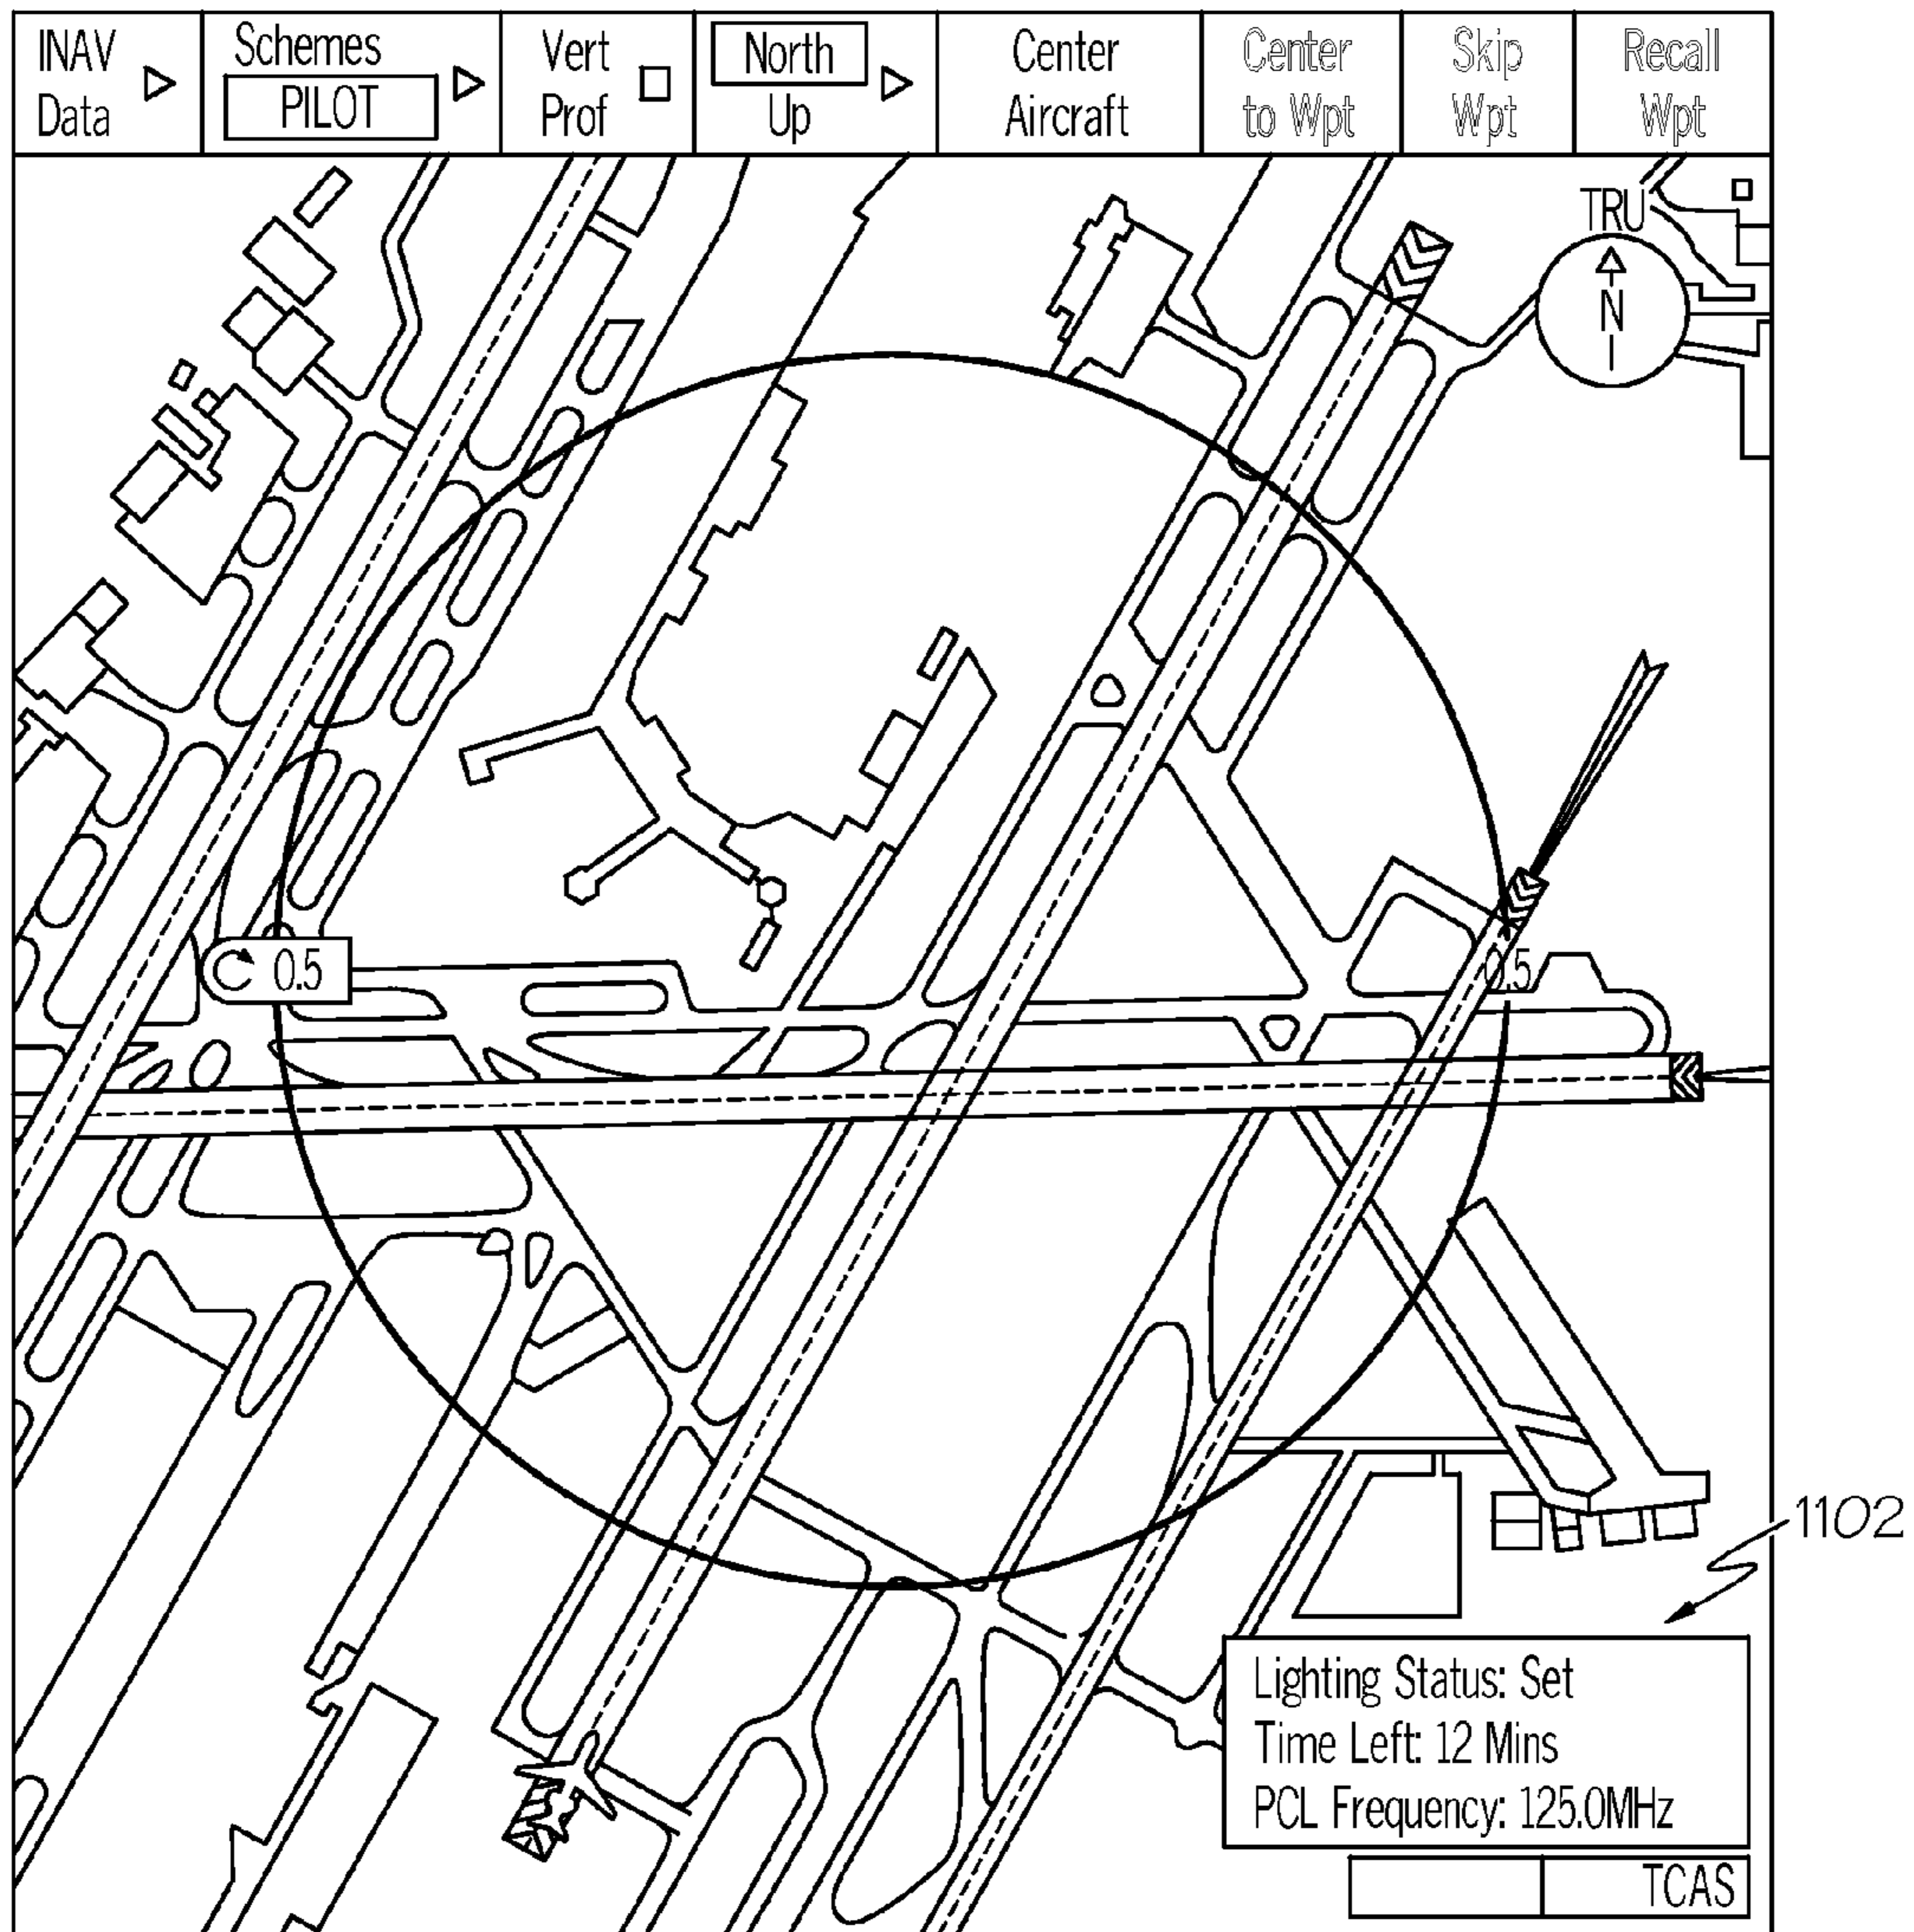 INAV
Data
Schemes
PILOT
Vert
Prof
North
Up
Center
Aircraft
Center
to Wpt
Skip
Wpt
Recall
Wpt
TRU
N
0.5
0.5
1102
Lighting Status: Set
Time Left: 12 Mins
PCL Frequency: 125.0MHz
TCAS